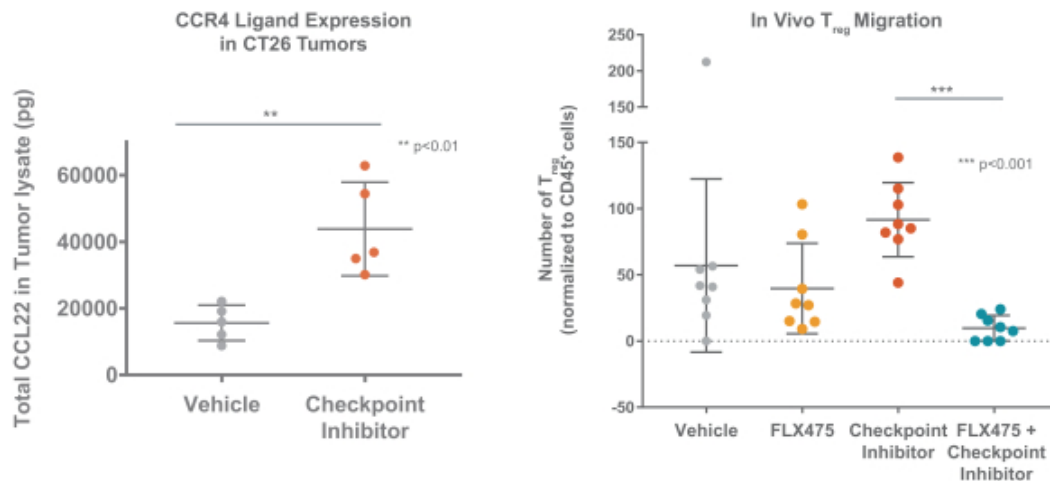 CCR4 Ligand Expression
in CT26 Tumors
Total CCL22 in Tumor lysate (pg)
60000
40000
20000
0
**
** p<0.01
Vehicle
Checkpoint
Inhibitor
In Vivo Treg Migration
Number of Treg
(normalized to CD45+ cells)
250
200
150
150
100
50
0
-50
***
*** p<0.001
Vehicle
FLX475
Checkpoint
Inhibitor
FLX475 +
Checkpoint
Inhibitor